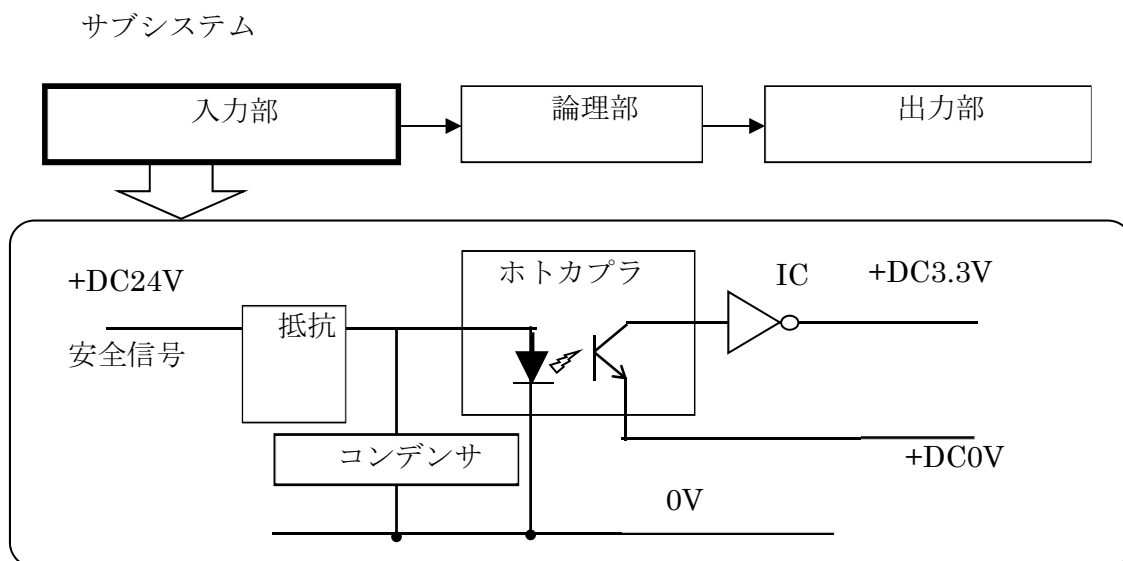 サブシステム
入力部
論理部
出力部
+DC24V
抵抗
安全信号
ホトカプラ
IC
+DC3.3V
コンデンサ
+DC0V
0V